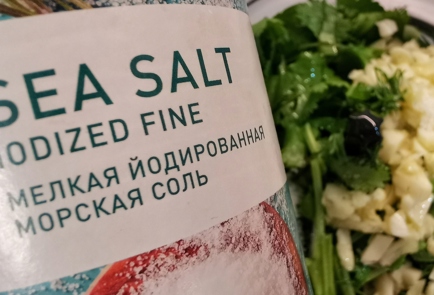 SEA SALT
IODIZED FINE
МЕЛКАЯ ЙОДИРОВАННАЯ
МОРСКАЯ СОЛЬ